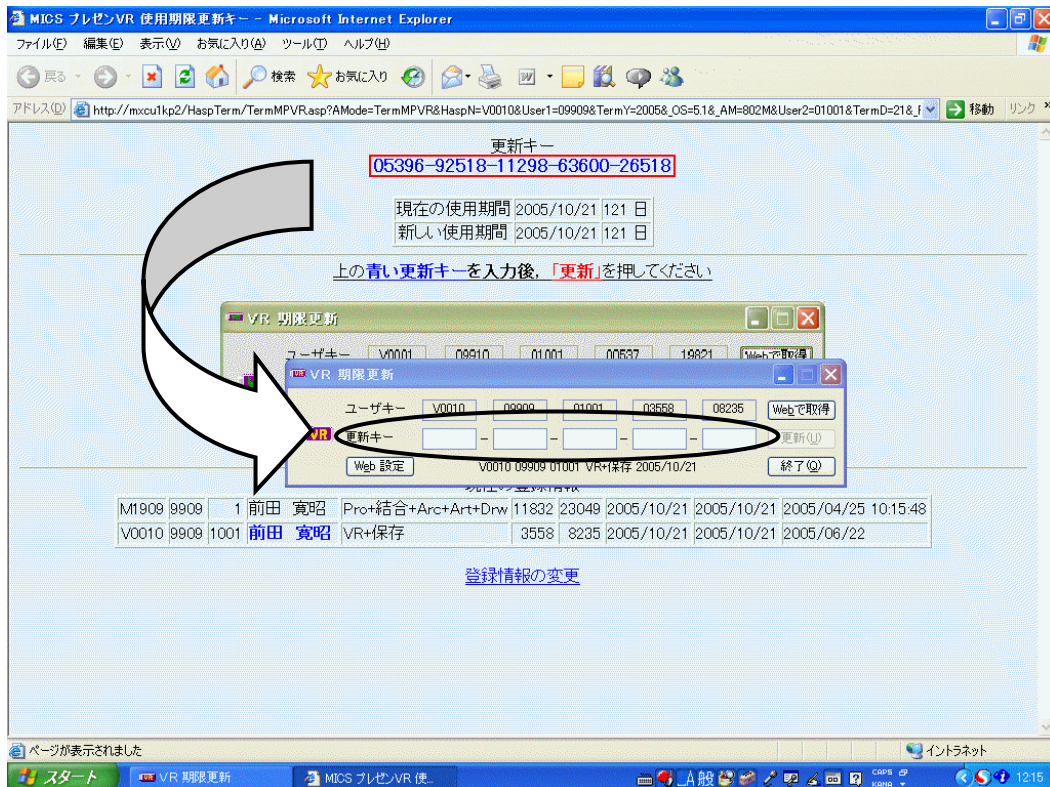 MICS プレゼンVR 使用期限更新キー - Microsoft Internet Explorer
ファイル(F) 編集(E) 表示(V) お気に入り(A) ツール(T) ヘルプ(H)
戻る 検索 お気に入り
アドレス(D) http://mxcu1kp2/HaspTerm/TermMPVR.asp?AMode=TermMPVR&HaspN=V0010&User1=09909&TermY=2005&_OS=5.1&_AM=802M&User2=01001&TermD=21& 移動 リンク »
更新キー
05396-92518-11298-63600-26518
現在の使用期間 2005/10/21 121 日
新しい使用期間 2005/10/21 121 日
上の青い更新キーを入力後,「更新」を押してください
VR 期限更新
ユーザキー V0001 09910 01001 00537 19821 Webで取得
VR 期限更新
ユーザキー V0010 09909 01001 03558 08235 Webで取得
VR 更新キー - - - - 更新(U)
Web 設定 V0010 09909 01001 VR+保存 2005/10/21 終了(Q)
現在の登録情報
M1909 9909 1 前田 寛昭 Pro+結合+Arc+Art+Drw 11832 23049 2005/10/21 2005/10/21 2005/04/25 10:15:48
V0010 9909 1001 前田 寛昭 VR+保存 3558 8235 2005/10/21 2005/10/21 2005/06/22
登録情報の変更
ページが表示されました イントラネット
スタート VR 期限更新 MICS プレゼンVR 使... A 般 CAPS KANA 12:15